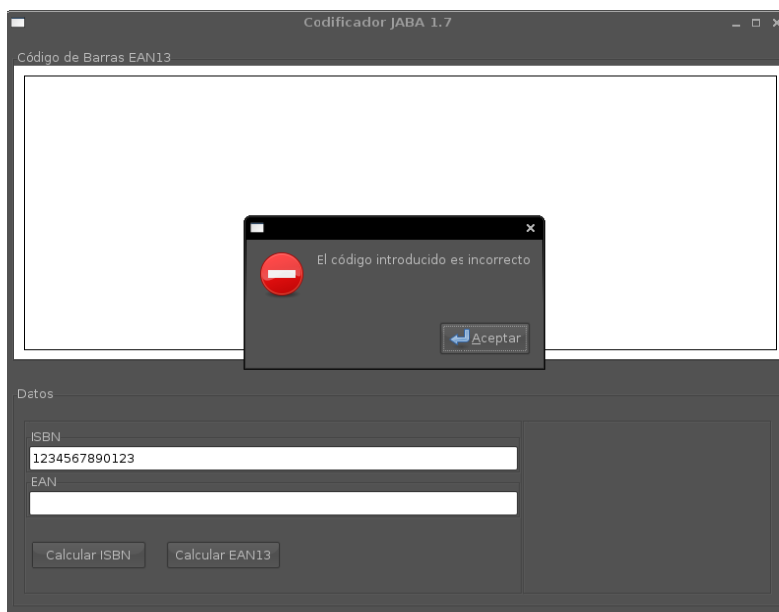 Codificador JABA 1.7
Código de Barras EAN13
El código introducido es incorrecto
Aceptar
Datos
ISBN
1234567890123
EAN
Calcular ISBN
Calcular EAN13